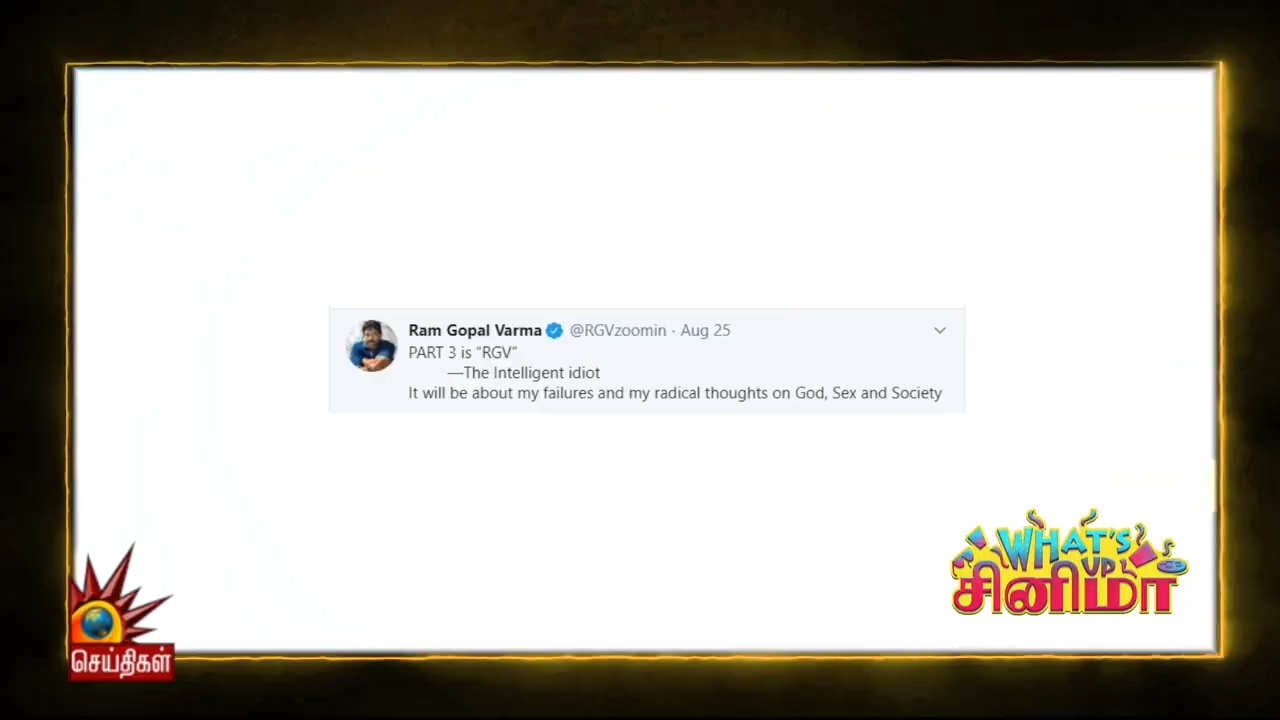 Ram Gopal Varma @RGVzoomin · Aug 25
PART 3 is “RGV”
—The Intelligent idiot
It will be about my failures and my radical thoughts on God, Sex and Society
WHAT'S
UP
சினிமா
செய்திகள்